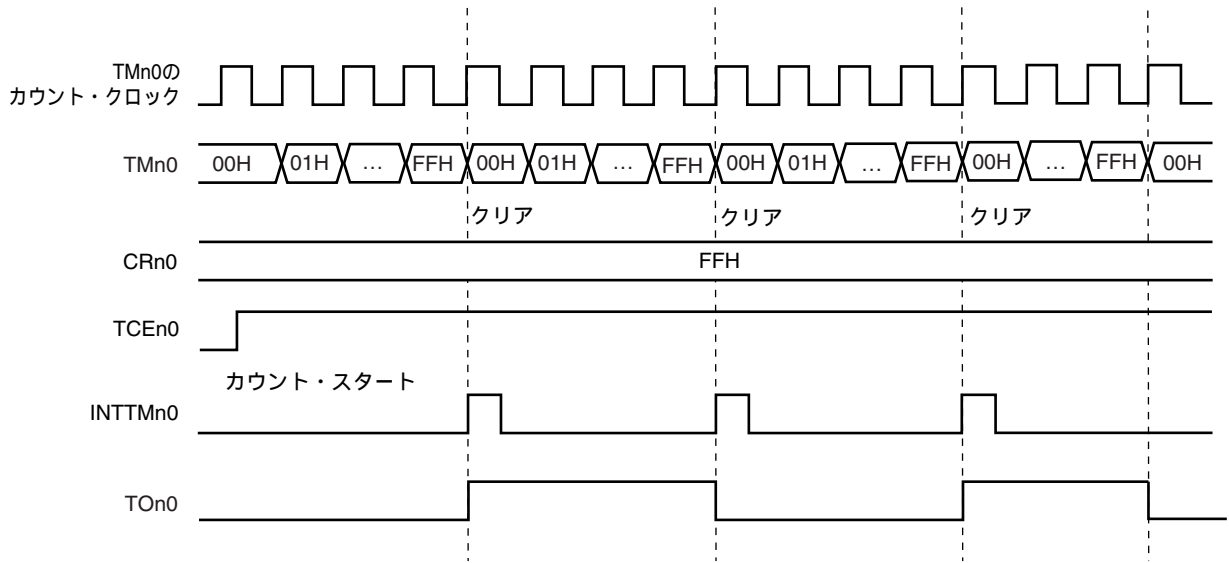 TMn0の
カウント・クロック
TMn0 00H 01H … FFH 00H 01H … FFH 00H 01H … FFH 00H … FFH 00H
クリア クリア クリア
CRn0 FFH
TCEn0
カウント・スタート
INTTMn0
TOn0